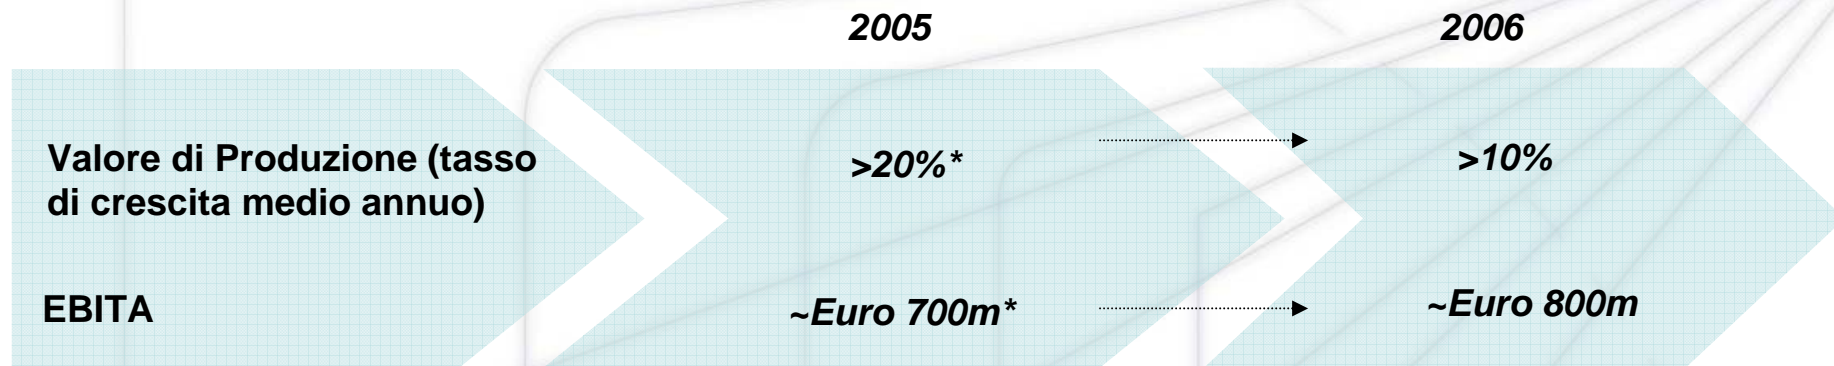 2005
2006
Valore di Produzione (tasso
di crescita medio annuo)
>20%*
>10%
EBITA
~Euro 700m*
~Euro 800m